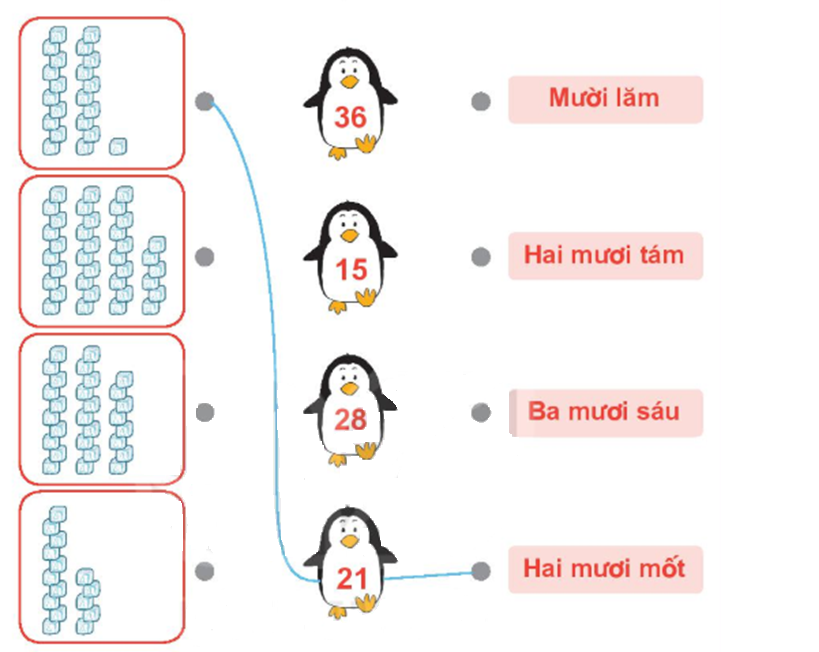 36
Mười lăm
15
Hai mươi tám
28
Ba mươi sáu
21
Hai mươi mốt